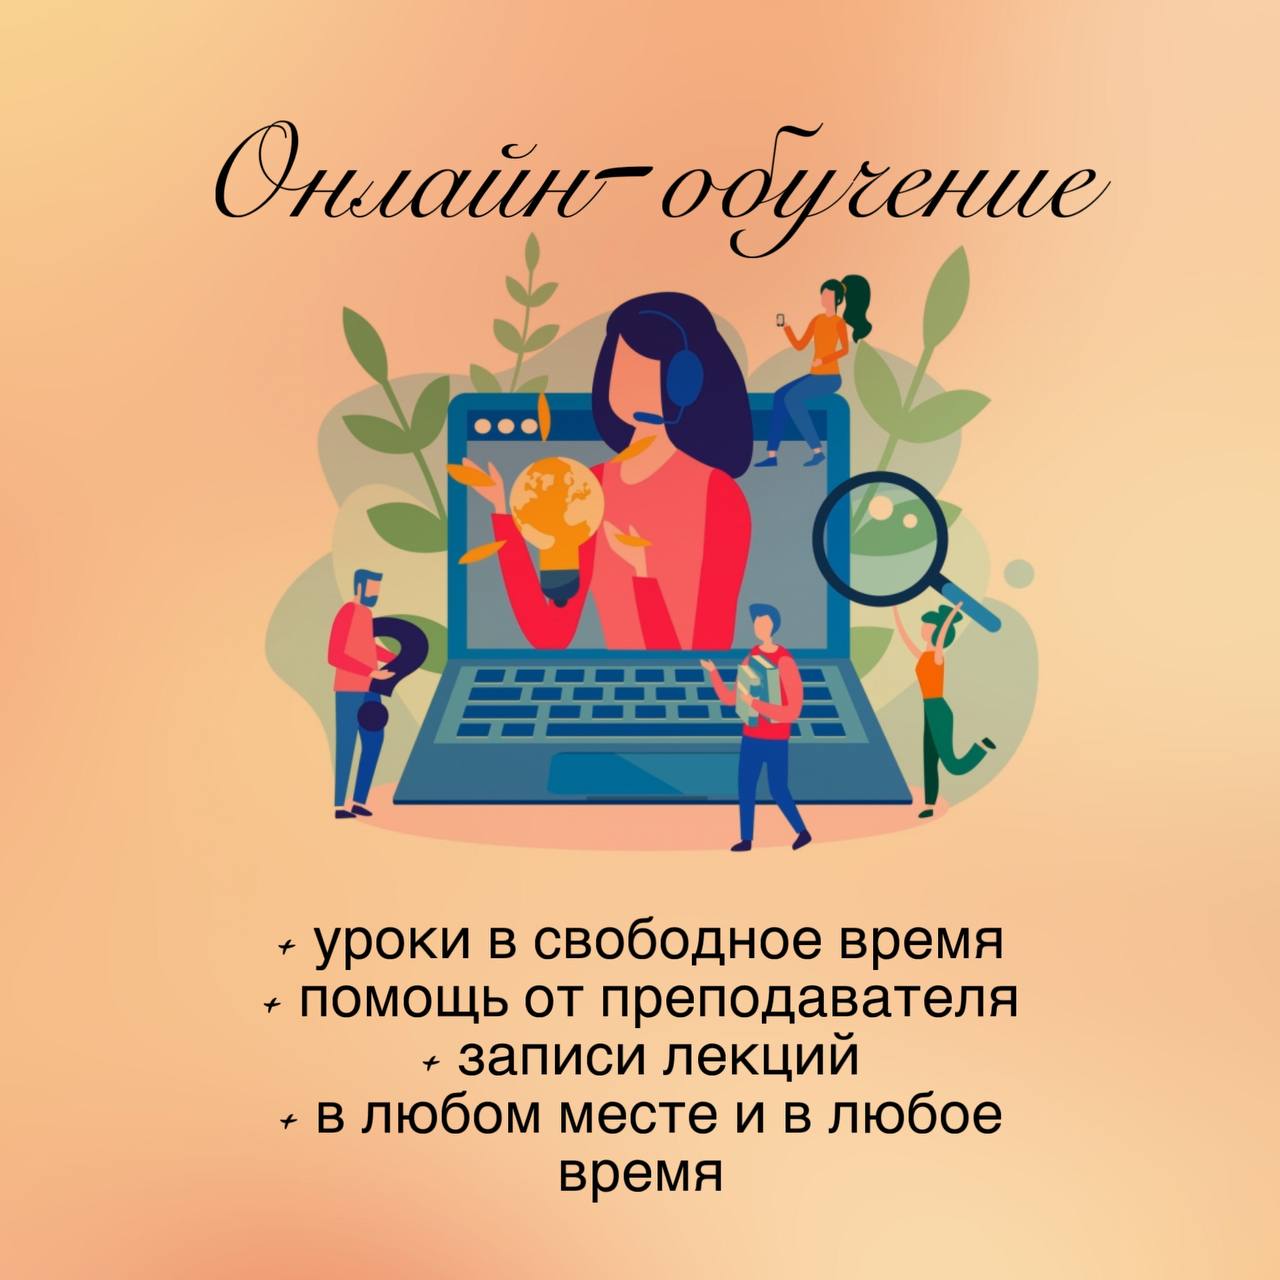 Онлайн-обучение
+ уроки в свободное время
+ помощь от преподавателя
+ записи лекций
+ в любом месте и в любое
время